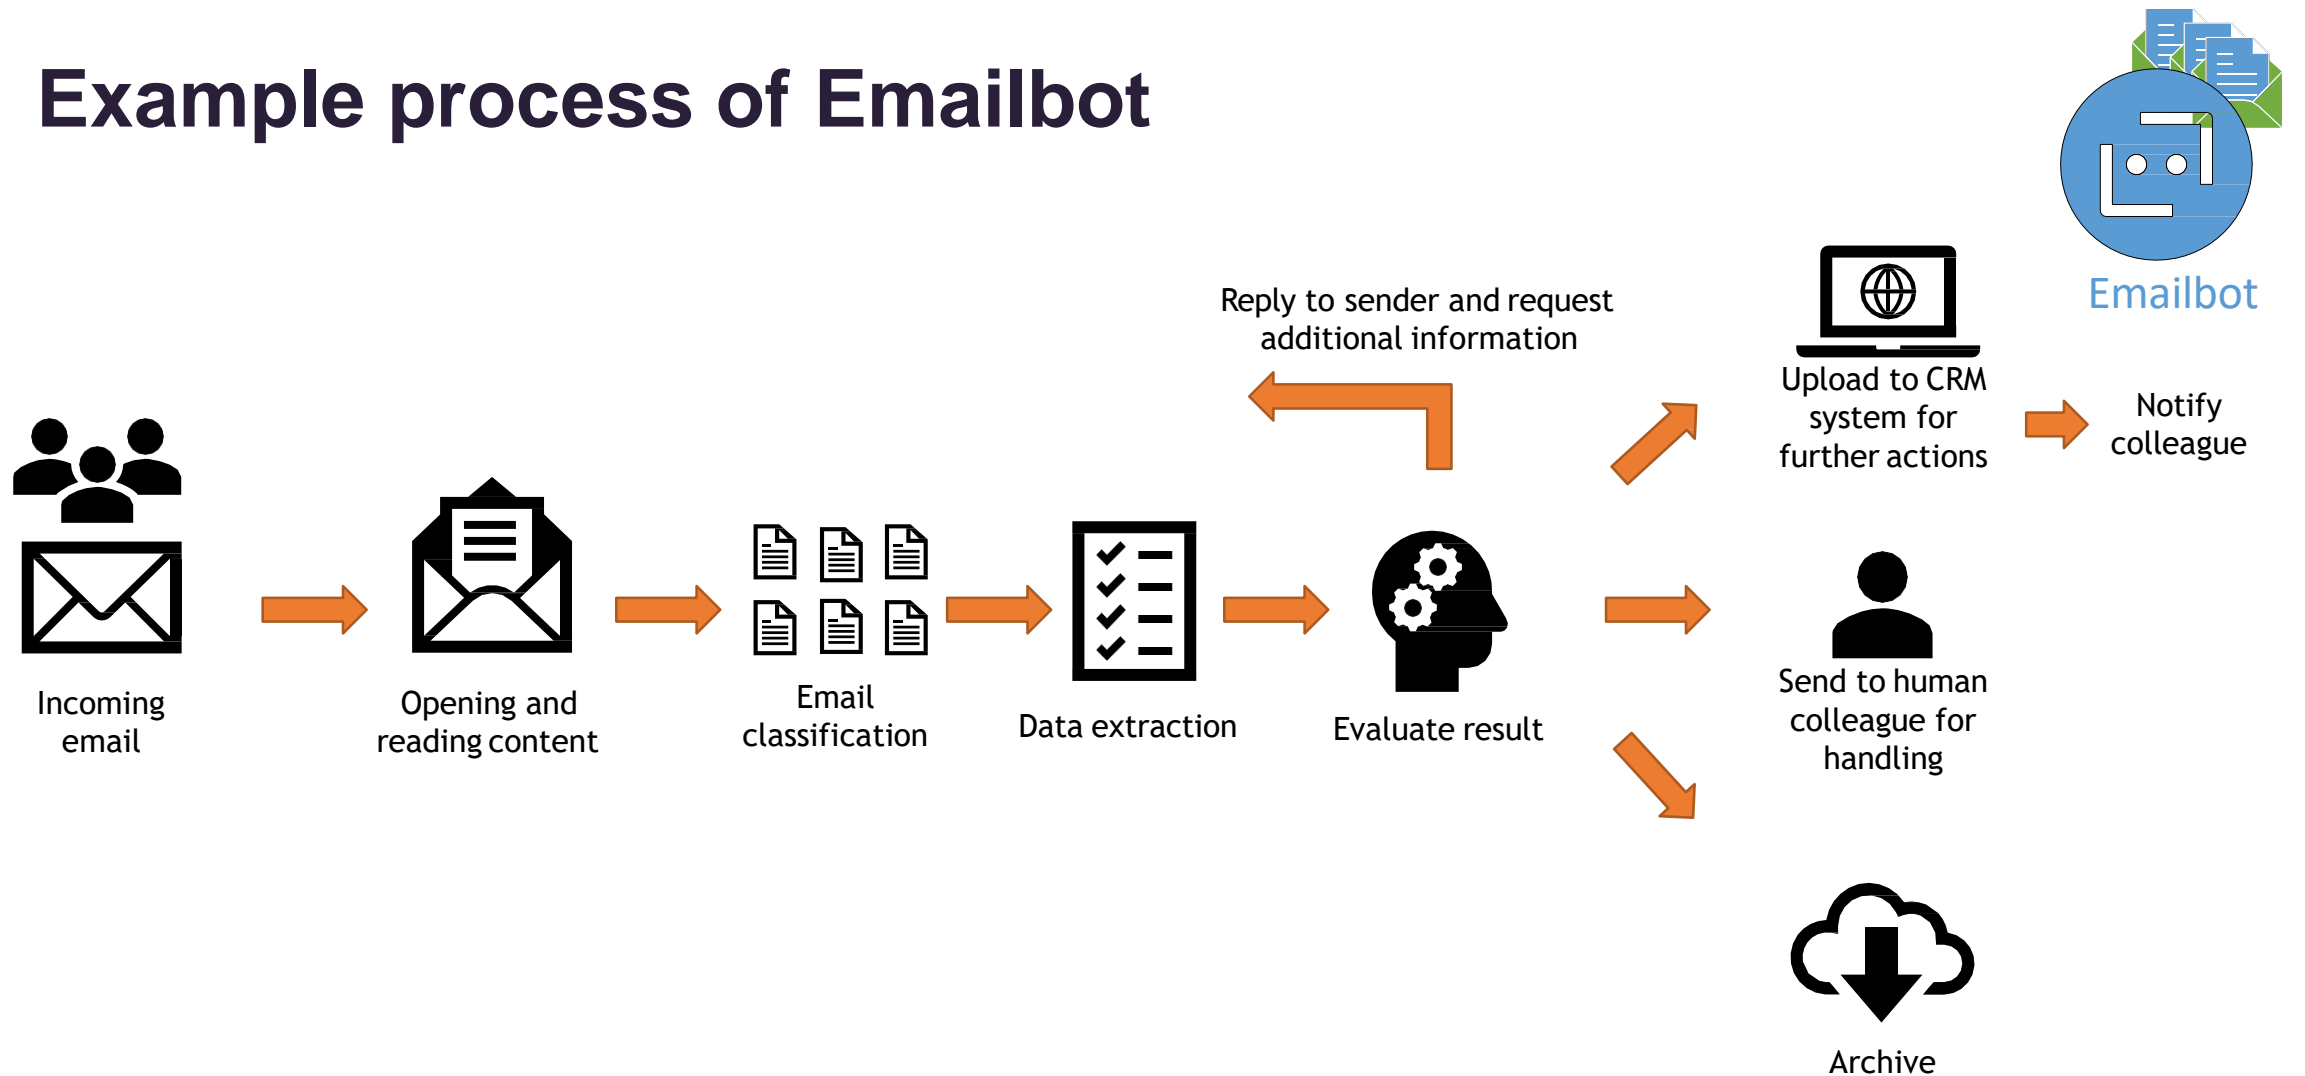 Example process of Emailbot
Emailbot
Reply to sender and request
additional information
Upload to CRM
system for
further actions
Notify
colleague
Incoming
email
Opening and
reading content
Email
classification
Data extraction
Evaluate result
Send to human
colleague for
handling
Archive